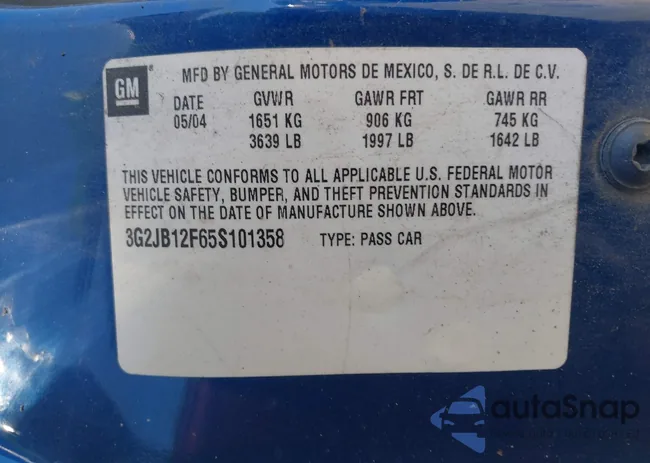 GM
MFD BY GENERAL MOTORS DE MEXICO, S. DE R.L. DE C.V.
DATE GVWR GAWR FRT GAWR RR
05/04 1651 KG 906 KG 745 KG
3639 LB 1997 LB 1642 LB
THIS VEHICLE CONFORMS TO ALL APPLICABLE U.S. FEDERAL MOTOR
VEHICLE SAFETY, BUMPER, AND THEFT PREVENTION STANDARDS IN
EFFECT ON THE DATE OF MANUFACTURE SHOWN ABOVE.
3G2JB12F65S101358 TYPE: PASS CAR
autoSnap